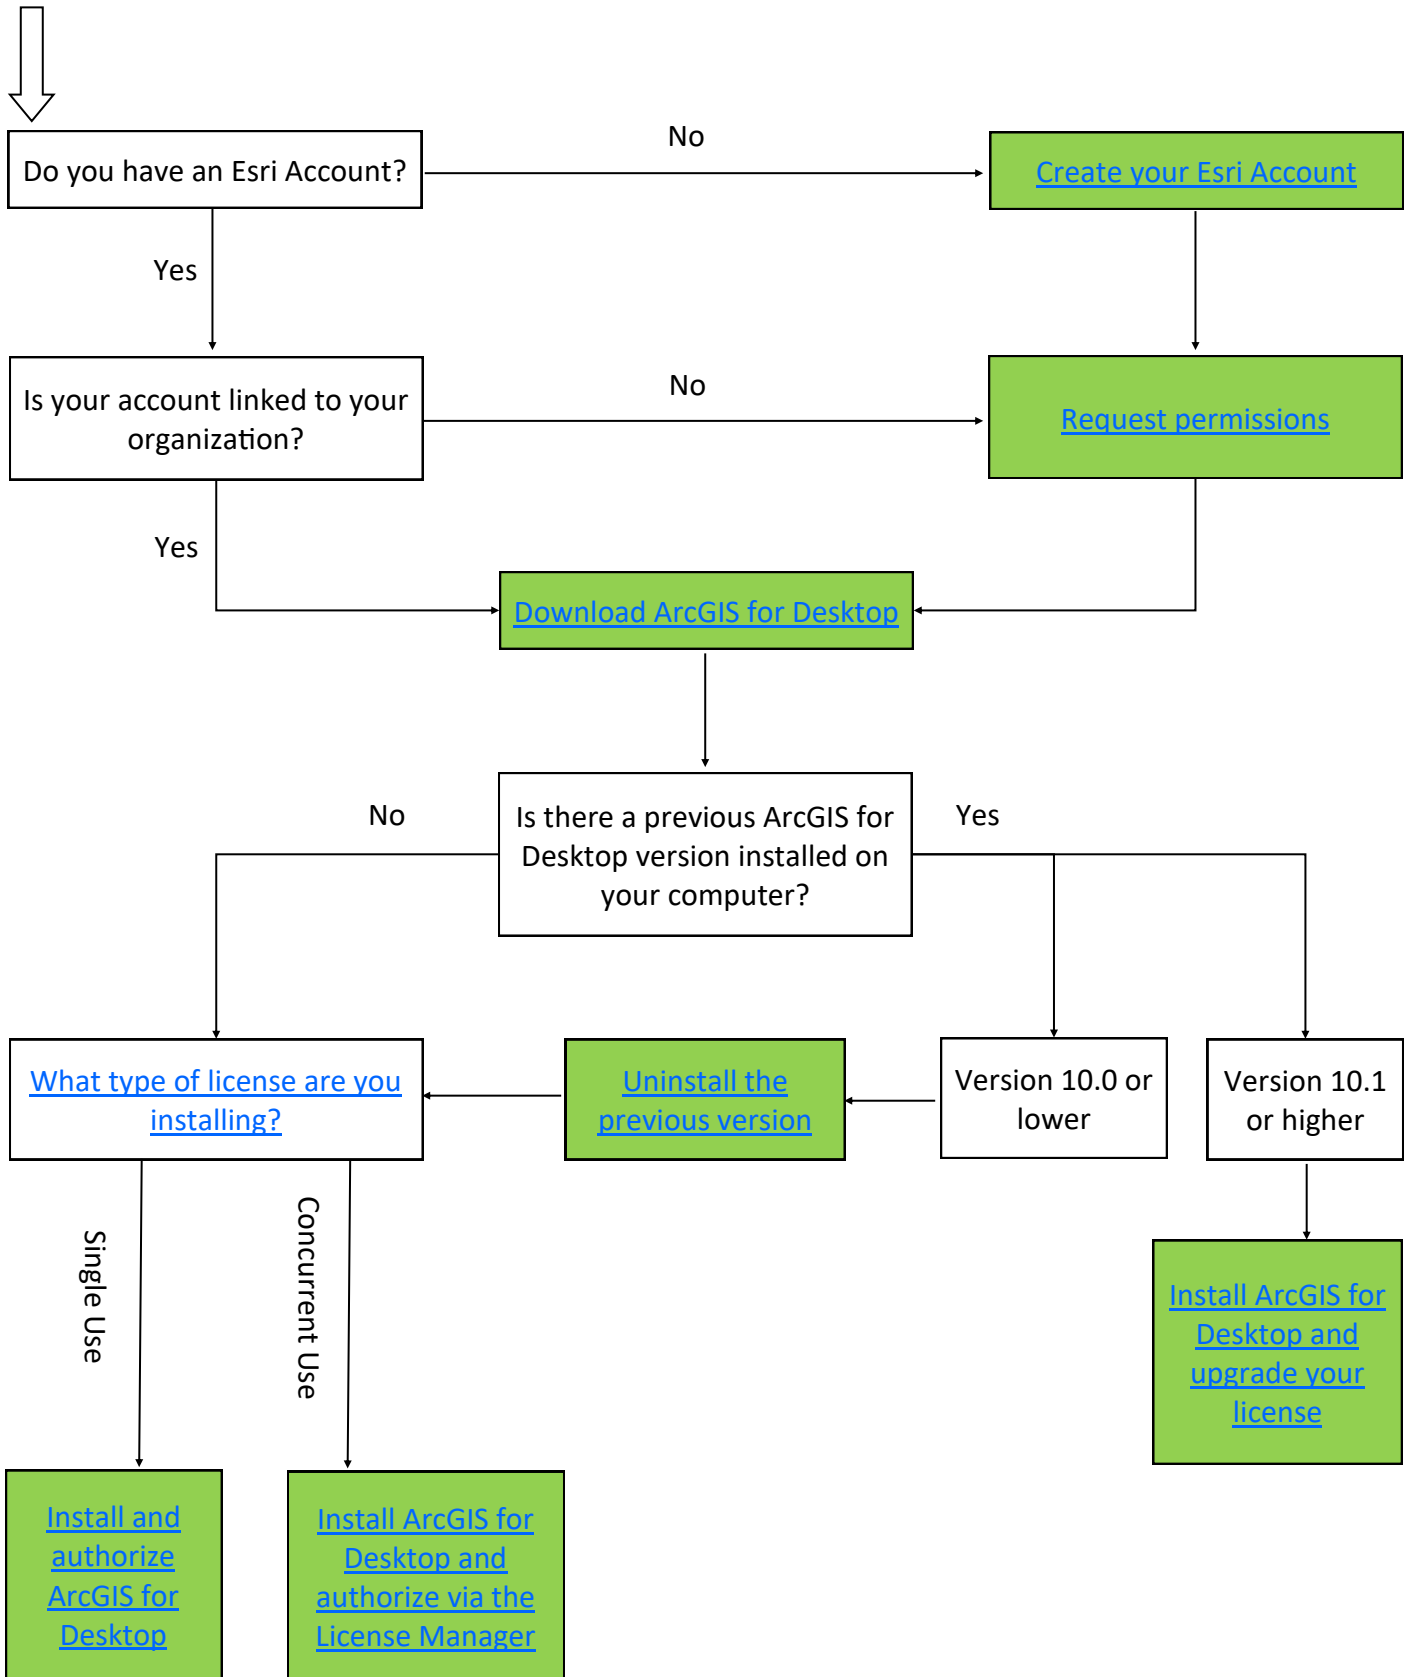 No
Do you have an Esri Account?
Create your Esri Account
Yes
Is your account linked to your
organization?
No
Request permissions
Yes
Download ArcGIS for Desktop
No
Is there a previous ArcGIS for
Desktop version installed on
your computer?
Yes
What type of license are you
installing?
Uninstall the
previous version
Version 10.0 or
lower
Version 10.1
or higher
Single Use
Concurrent Use
Install ArcGIS for
Desktop and
upgrade your
license
Install and
authorize
ArcGIS for
Desktop
Install ArcGIS for
Desktop and
authorize via the
License Manager